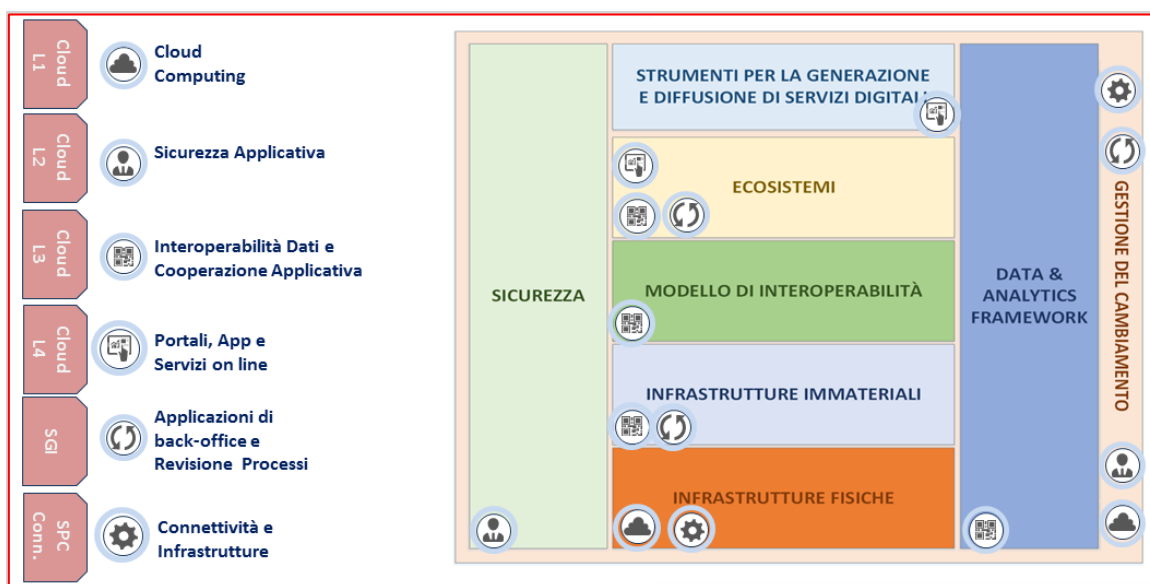 Cloud
L1
Cloud
Computing
Cloud
L2
Sicurezza Applicativa
Cloud
L3
Interoperabilità Dati e
Cooperazione Applicativa
Cloud
L4
Portali, App e
Servizi on line
SGI
Applicazioni di
back-office e
Revisione Processi
SPC
Conn.
Connettività e
Infrastrutture
SICUREZZA
STRUMENTI PER LA GENERAZIONE
E DIFFUSIONE DI SERVIZI DIGITALI
ECOSISTEMI
MODELLO DI INTEROPERABILITÀ
INFRASTRUTTURE IMMATERIALI
INFRASTRUTTURE FISICHE
DATA &
ANALYTICS
FRAMEWORK
GESTIONE DEL CAMBIAMENTO